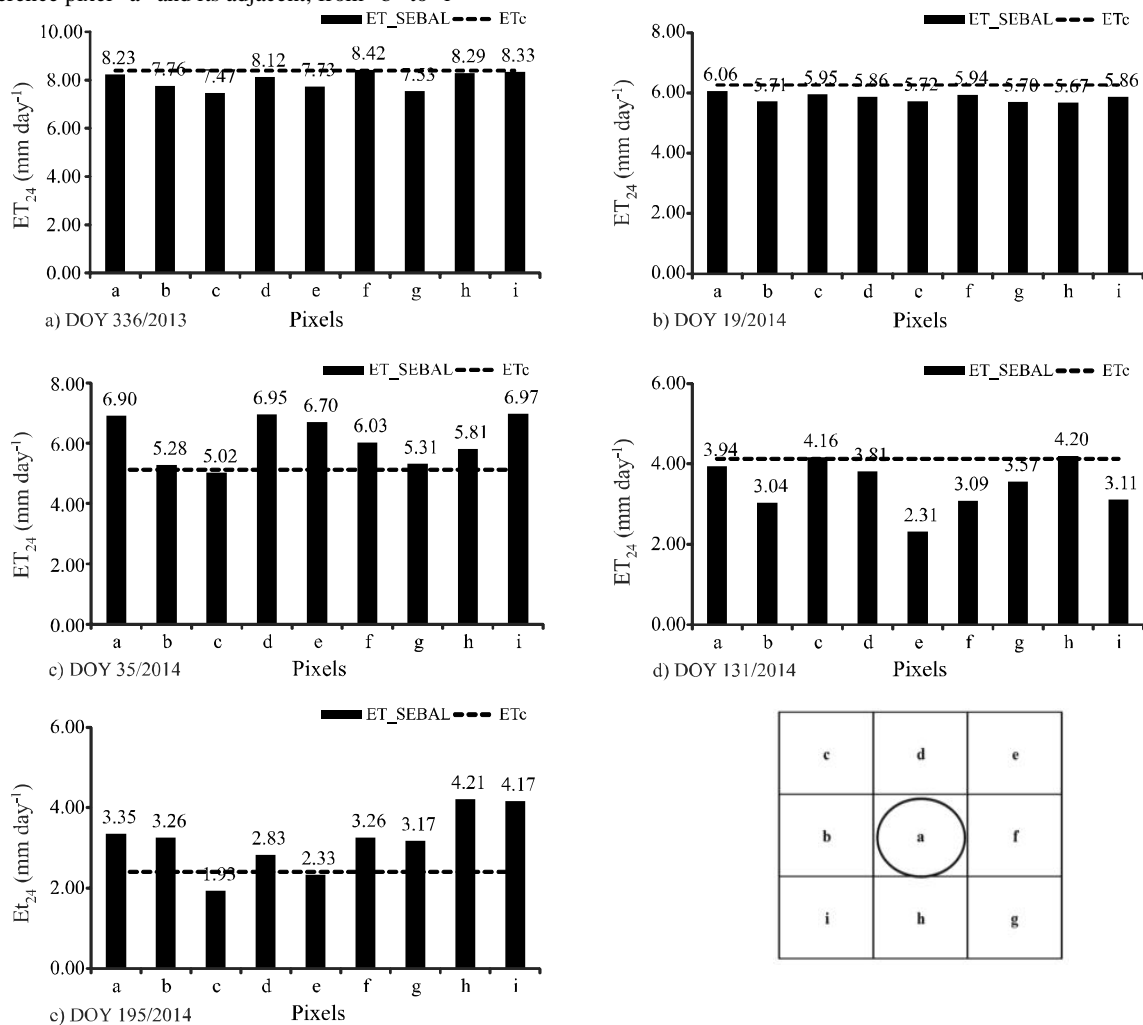 erence pixel "a" and its adjacent, from "b" to "i"
ET_SEBAL ETc
10.00
8.00
6.00
4.00
2.00
0.00
ET24 (mm day-1)
8.23 7.76 7.47 8.12 7.73 8.42 7.53 8.29 8.33
a b c d e f g h i
a) DOY 336/2013 Pixels
ET_SEBAL ETc
8.00
6.00
4.00
2.00
0.00
ET24 (mm day-1)
6.06 5.71 5.95 5.86 5.72 5.94 5.70 5.67 5.86
a b c d c f g h i
b) DOY 19/2014 Pixels
ET_SEBAL ETc
8.00
6.00
4.00
2.00
0.00
ET24 (mm day-1)
6.90 5.28 5.02 6.95 6.70 6.03 5.31 5.81 6.97
a b c d e f g h i
c) DOY 35/2014 Pixels
ET_SEBAL ETc
6.00
4.00
2.00
0.00
ET24 (mm day-1)
3.94 3.04 4.16 3.81 2.31 3.09 3.57 4.20 3.11
a b c d e f g h i
d) DOY 131/2014 Pixels
ET_SEBAL ETc
6.00
4.00
2.00
0.00
Et24 (mm day-1)
3.35 3.26 1.93 2.83 2.33 3.26 3.17 4.21 4.17
a b c d e f g h i
c) DOY 195/2014 Pixels
c d e
b a f
i h g